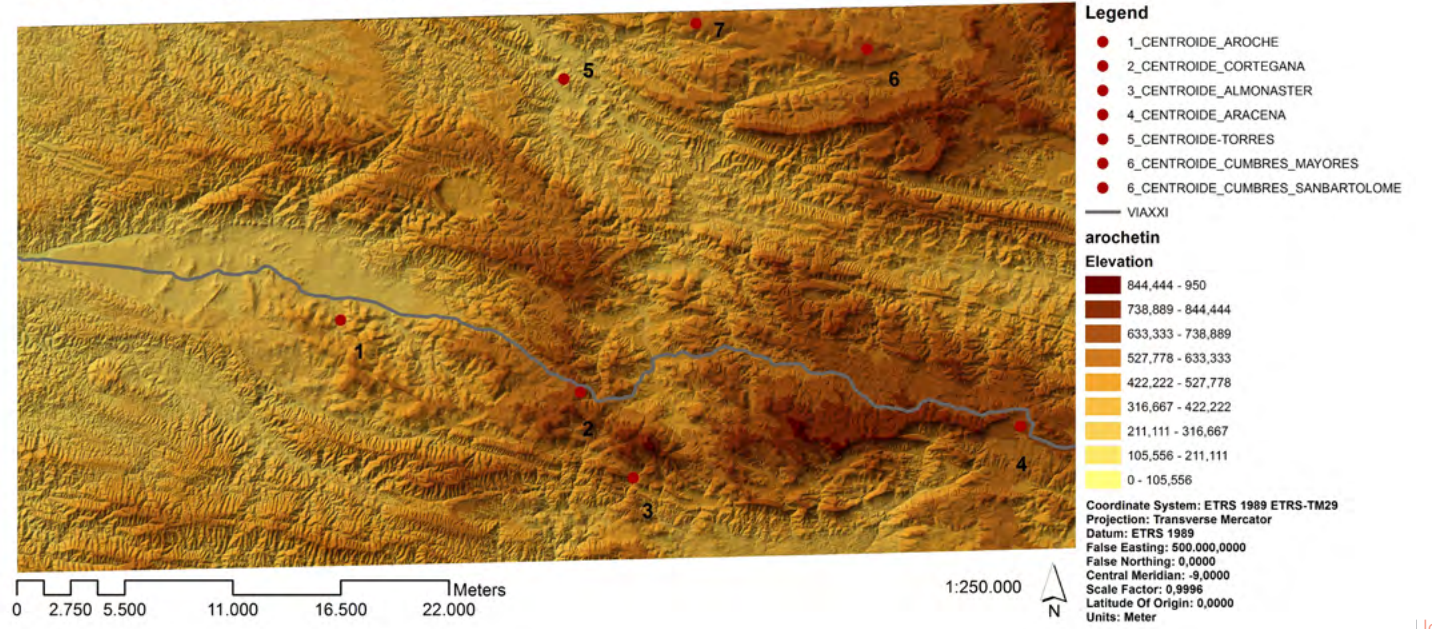 7
5
6
1
2
3
4
0 2.750 5.500 11.000 16.500 22.000
Meters
1:250.000
N
Legend
1_CENTROIDE_AROCHE
2_CENTROIDE_CORTEGANA
3_CENTROIDE_ALMONASTER
4_CENTROIDE_ARACENA
5_CENTROIDE-TORRES
6_CENTROIDE_CUMBRES_MAYORES
6_CENTROIDE_CUMBRES_SANBARTOLOME
VIAXXI
arochetin
Elevation
844,444 - 950
738,889 - 844,444
633,333 - 738,889
527,778 - 633,333
422,222 - 527,778
316,667 - 422,222
211,111 - 316,667
105,556 - 211,111
0 - 105,556
Coordinate System: ETRS 1989 ETRS-TM29
Projection: Transverse Mercator
Datum: ETRS 1989
False Easting: 500.000,0000
False Northing: 0,0000
Central Meridian: -9,0000
Scale Factor: 0,9996
Latitude Of Origin: 0,0000
Units: Meter